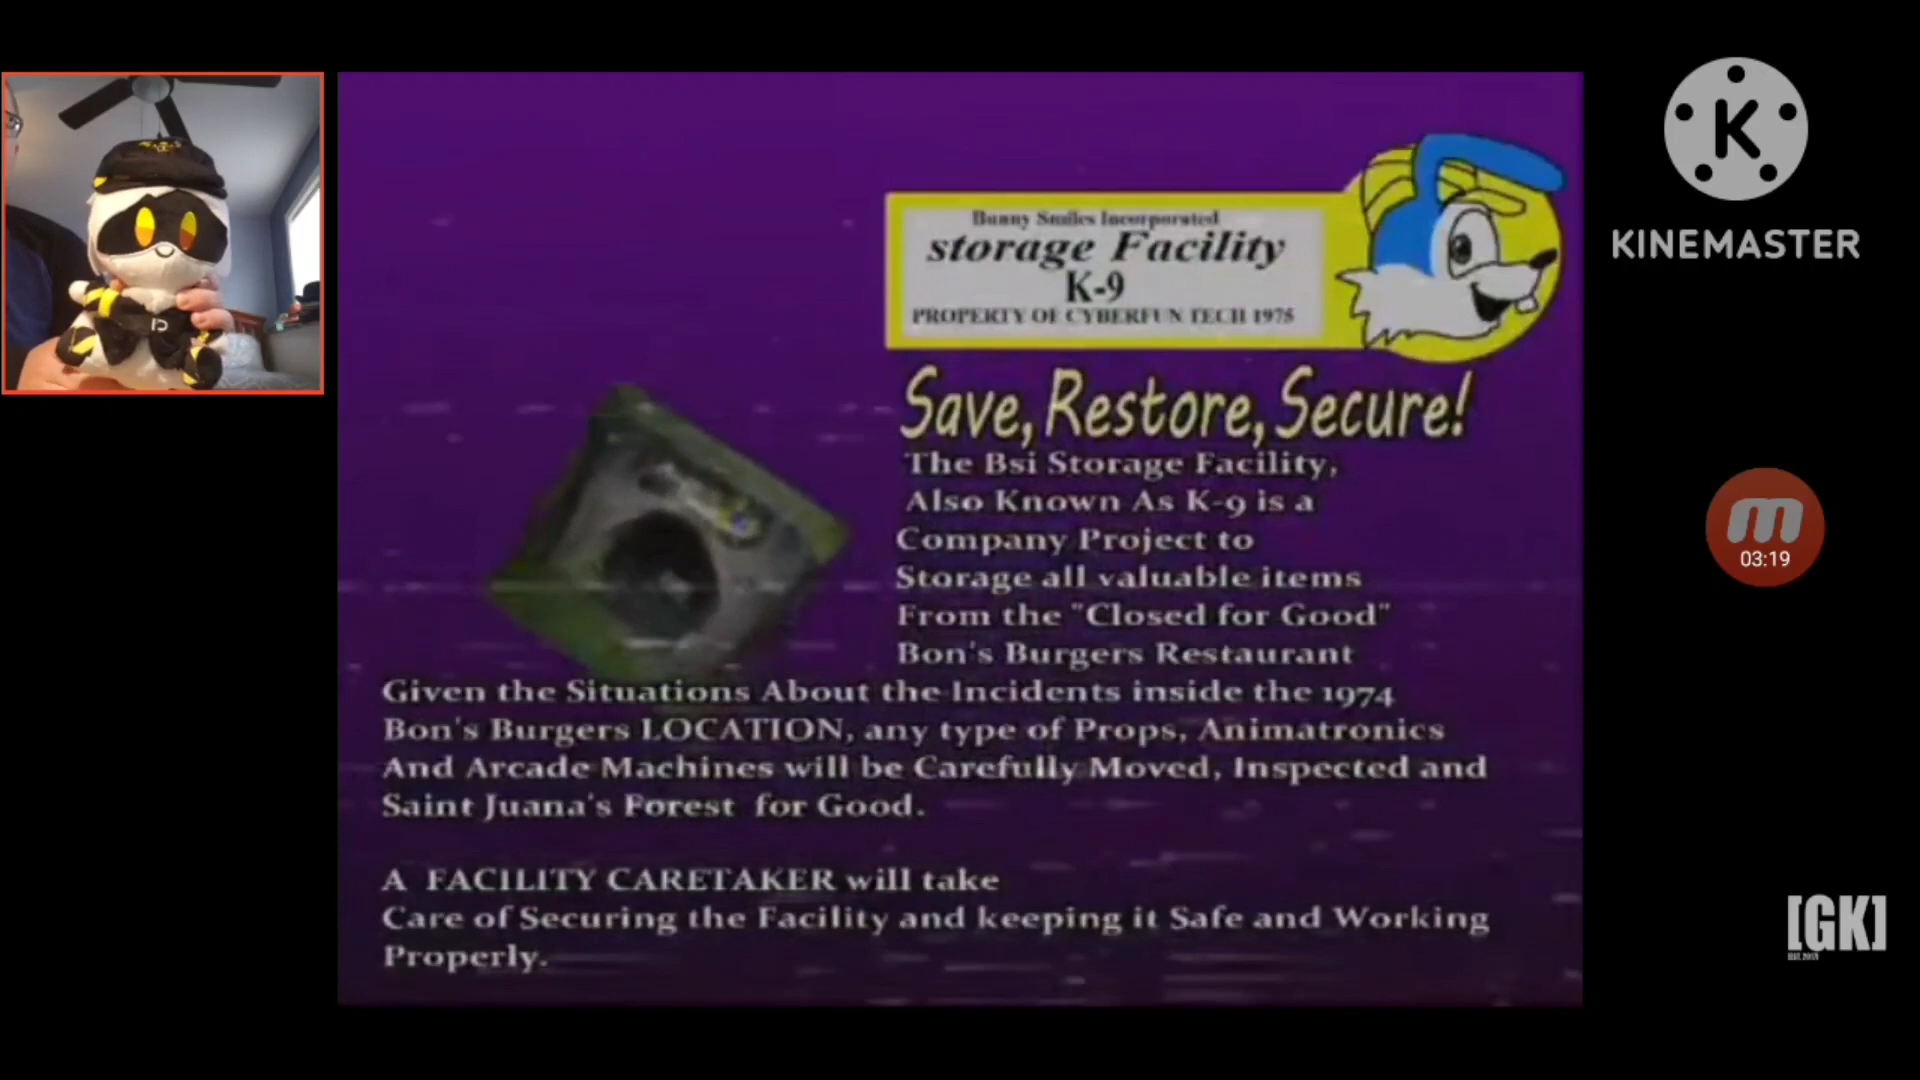 Bunny Smiles Incorporated
storage Facility
K-9
PROPERTY OF CYBERFUN TECH 1975
Save, Restore, Secure!
The Bsi Storage Facility,
Also Known As K-9 is a
Company Project to
Storage all valuable items
From the "Closed for Good"
Bon's Burgers Restaurant
Given the Situations About the Incidents inside the 1974
Bon's Burgers LOCATION, any type of Props, Animatronics
And Arcade Machines will be Carefully Moved, Inspected and
Saint Juana's Forest for Good.
A FACILITY CARETAKER will take
Care of Securing the Facility and keeping it Safe and Working
Properly.
K
KINEMASTER
m
03:19
[GK]